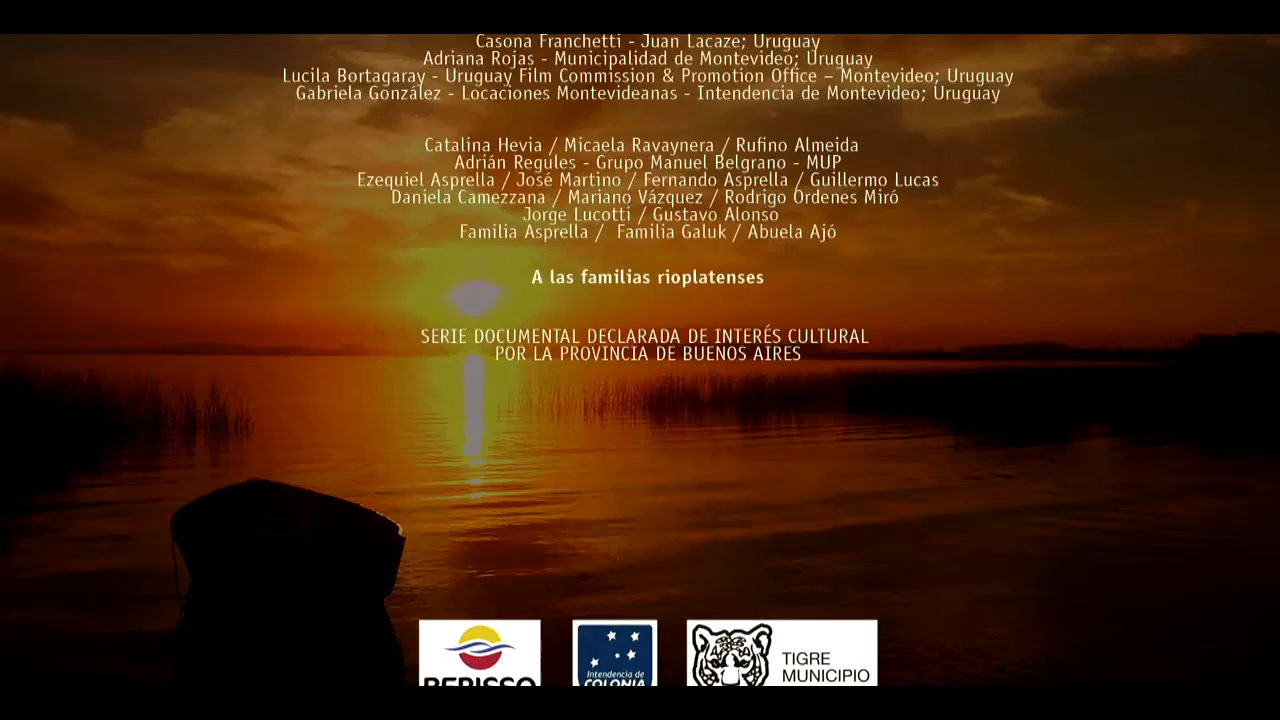 Casona Franchetti - Juan Lacaze; Uruguay
Adriana Rojas - Municipalidad de Montevideo; Uruguay
Lucila Bortagaray - Uruguay Film Commission & Promotion Office – Montevideo; Uruguay
Gabriela González - Locaciones Montevideanas - Intendencia de Montevideo; Uruguay
Catalina Hevia / Micaela Ravaynera / Rufino Almeida
Adrián Regules - Grupo Manuel Belgrano - MUP
Ezequiel Asprella / José Martino / Fernando Asprella / Guillermo Lucas
Daniela Camezzana / Mariano Vázquez / Rodrigo Ordenes Miró
Jorge Lucotti / Gustavo Alonso
Familia Asprella /  Familia Galuk / Abuela Ajó
A las familias rioplatenses
SERIE DOCUMENTAL DECLARADA DE INTERÉS CULTURAL
POR LA PROVINCIA DE BUENOS AIRES
BERISSO
Intendencia de
COLONIA
TIGRE
MUNICIPIO